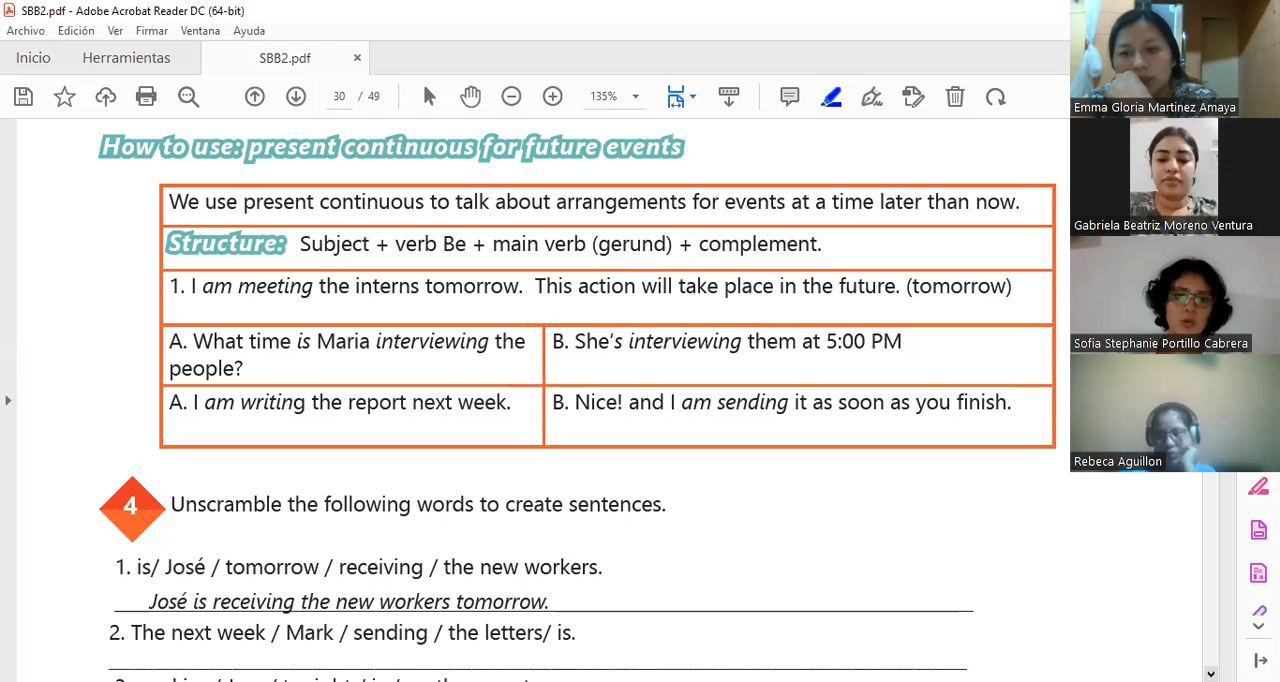 SBB2.pdf - Adobe Acrobat Reader DC (64-bit)
Archivo Edición Ver Firmar Ventana Ayuda
Inicio Herramientas SBB2.pdf ×
30 / 49 135%
How to use: present continuous for future events
We use present continuous to talk about arrangements for events at a time later than now.
Structure: Subject + verb Be + main verb (gerund) + complement.
1. I am meeting the interns tomorrow. This action will take place in the future. (tomorrow)
A. What time is Maria interviewing the
people?
B. She's interviewing them at 5:00 PM
A. I am writing the report next week.
B. Nice! and I am sending it as soon as you finish.
4 Unscramble the following words to create sentences.
1. is/ José / tomorrow / receiving / the new workers.
José is receiving the new workers tomorrow.
2. The next week / Mark / sending / the letters/ is.
Emma Gloria Martínez Amaya
Gabriela Beatriz Moreno Ventura
Sofia Stephanie Portillo Cabrera
Rebeca Aguillon